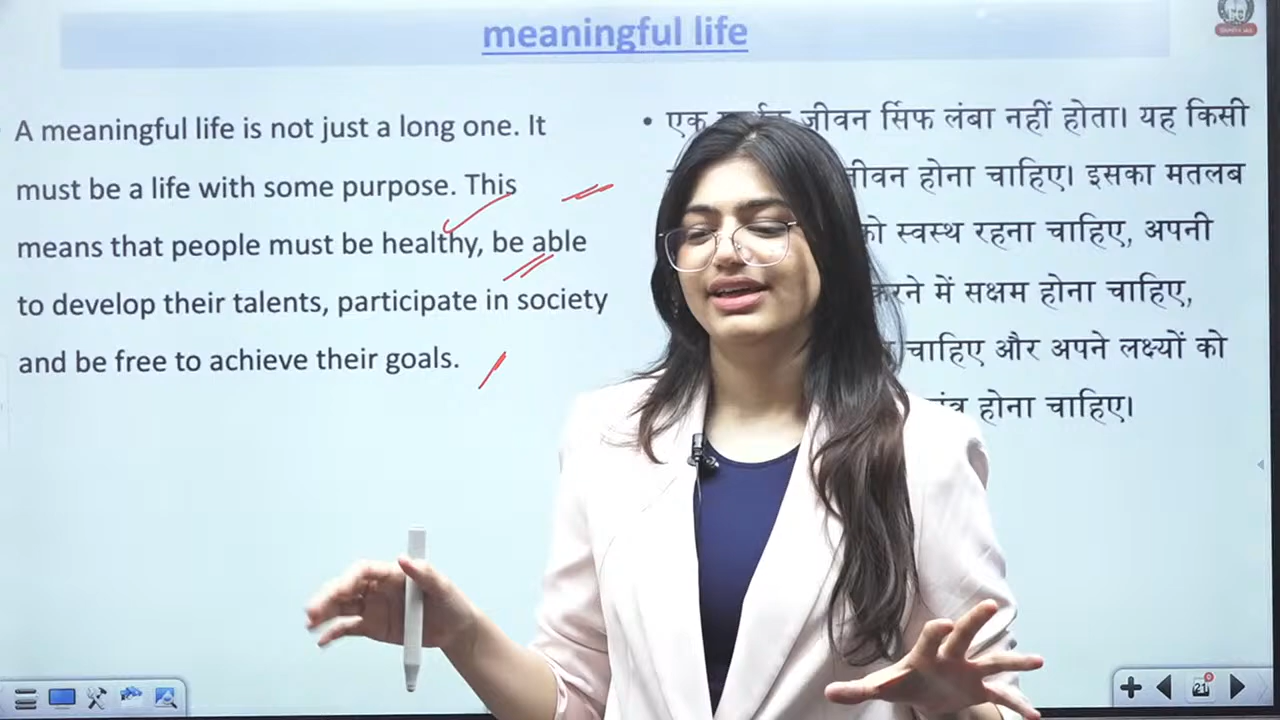 meaningful life
A meaningful life is not just a long one. It
must be a life with some purpose. This
means that people must be healthy, be able
to develop their talents, participate in society
and be free to achieve their goals.
• एक जीवन र्सिफ लंबा नहीं होता। यह किसी
जीवन होना चाहिए। इसका मतलब
को स्वस्थ रहना चाहिए, अपनी
करने में सक्षम होना चाहिए,
चाहिए और अपने लक्ष्यों को
होना चाहिए।
21